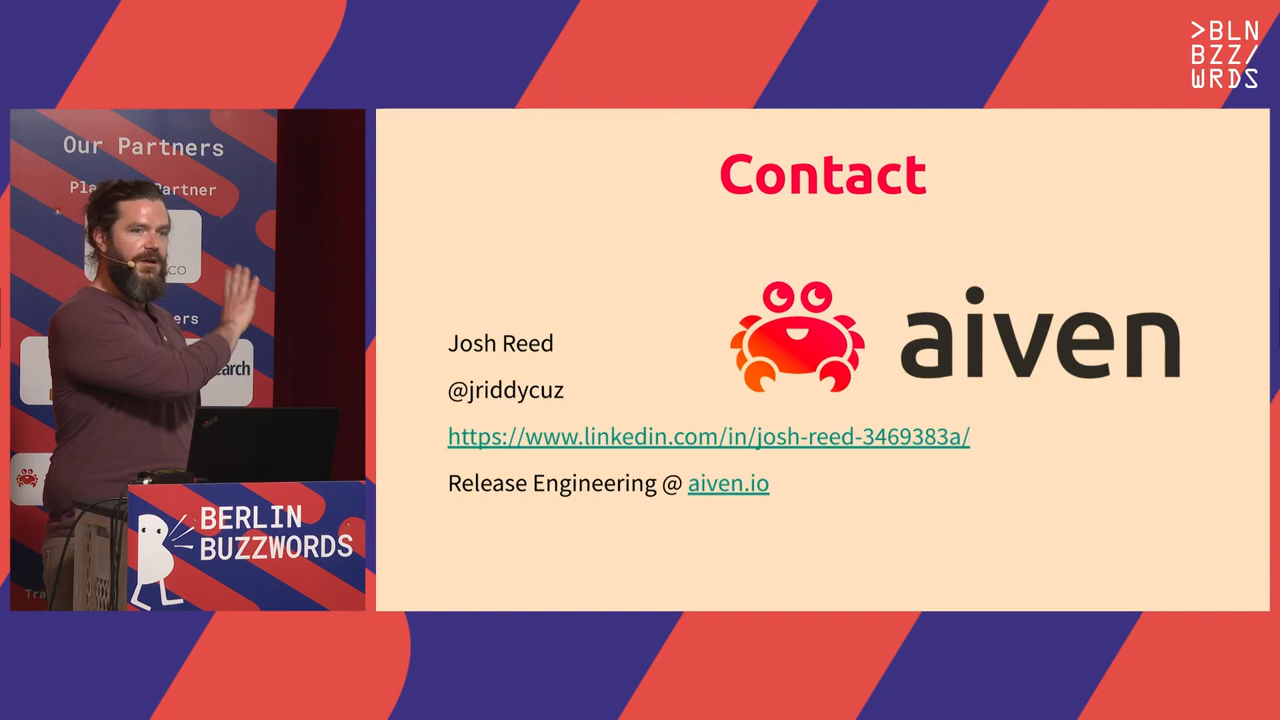 >BLN
BZZ/
WRDS
Our Partners
Partner
CO
ers
earch
BERLIN
BUZZWORDS
Contact
aiven
Josh Reed
@jriddycuz
https://www.linkedin.com/in/josh-reed-3469383a/
Release Engineering @ aiven.io